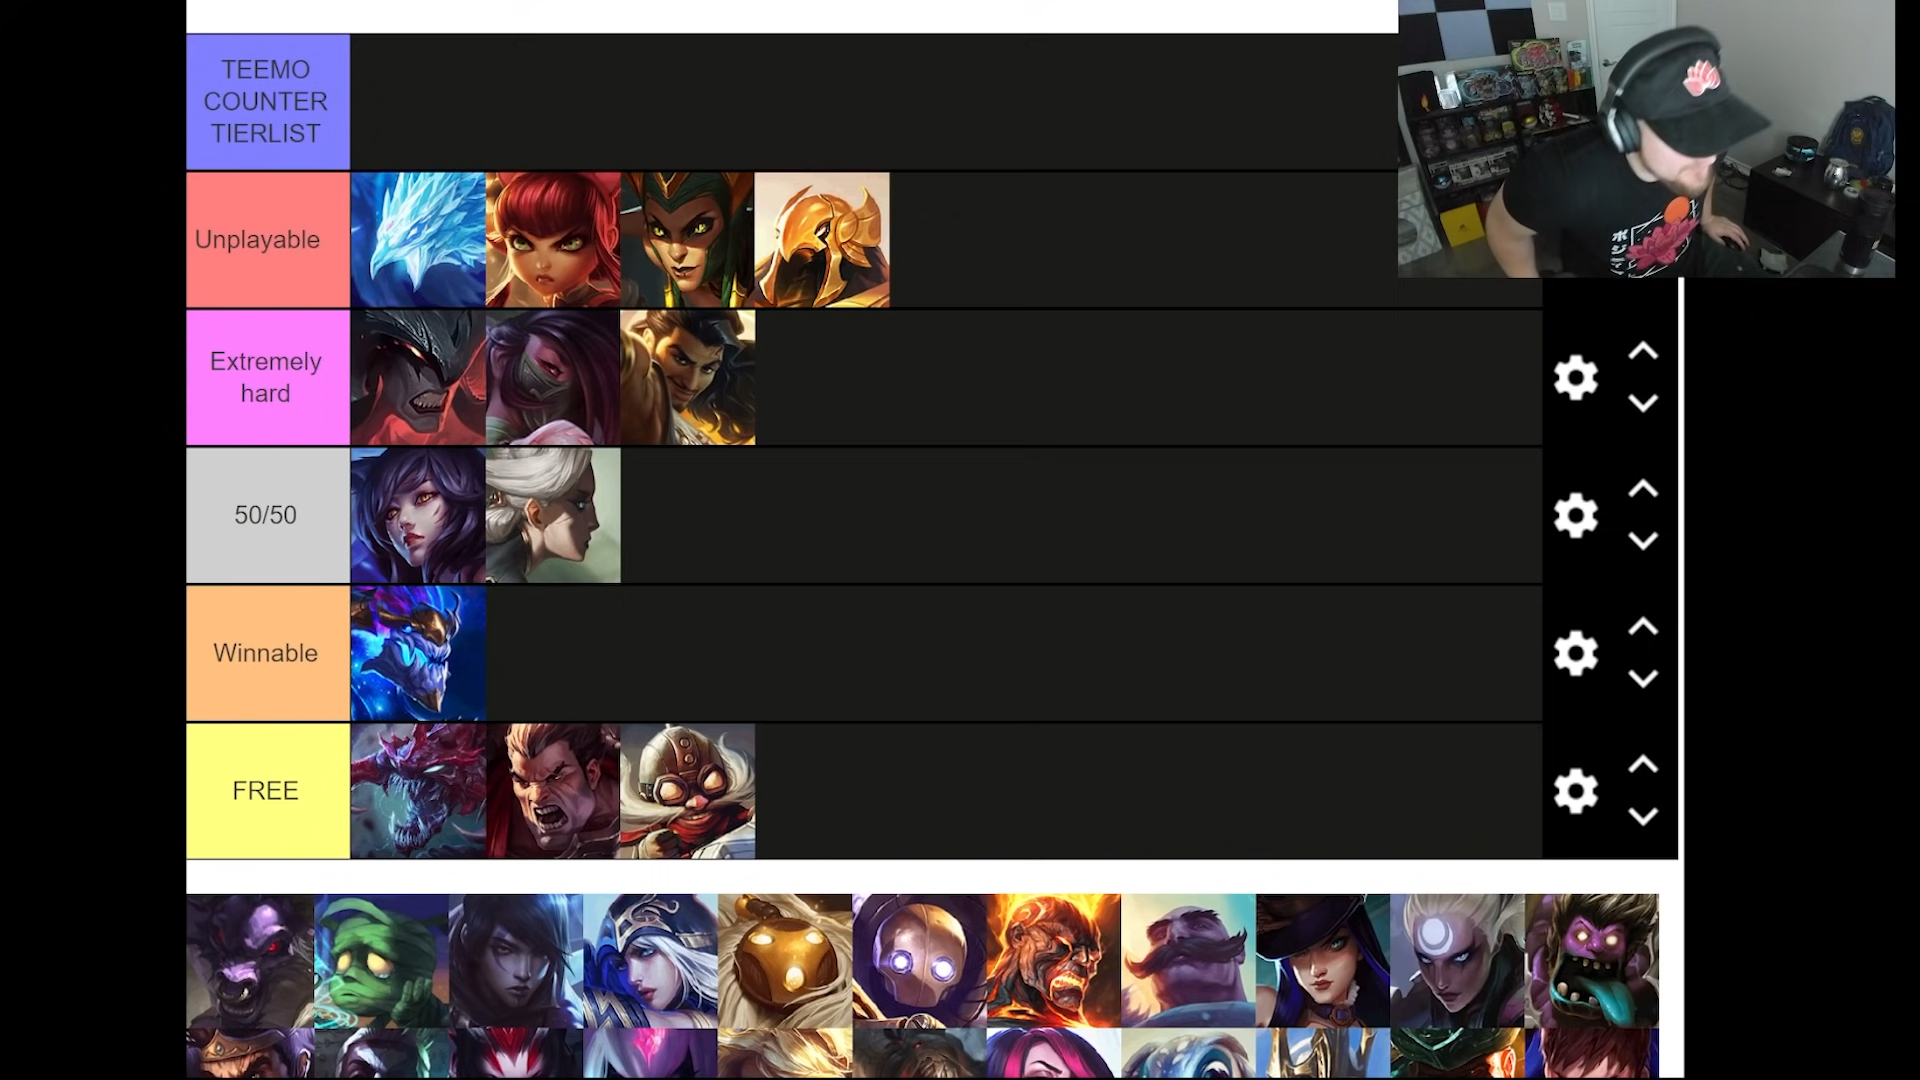 TEEMO
COUNTER
TIERLIST
Unplayable
Extremely
hard
50/50
Winnable
FREE